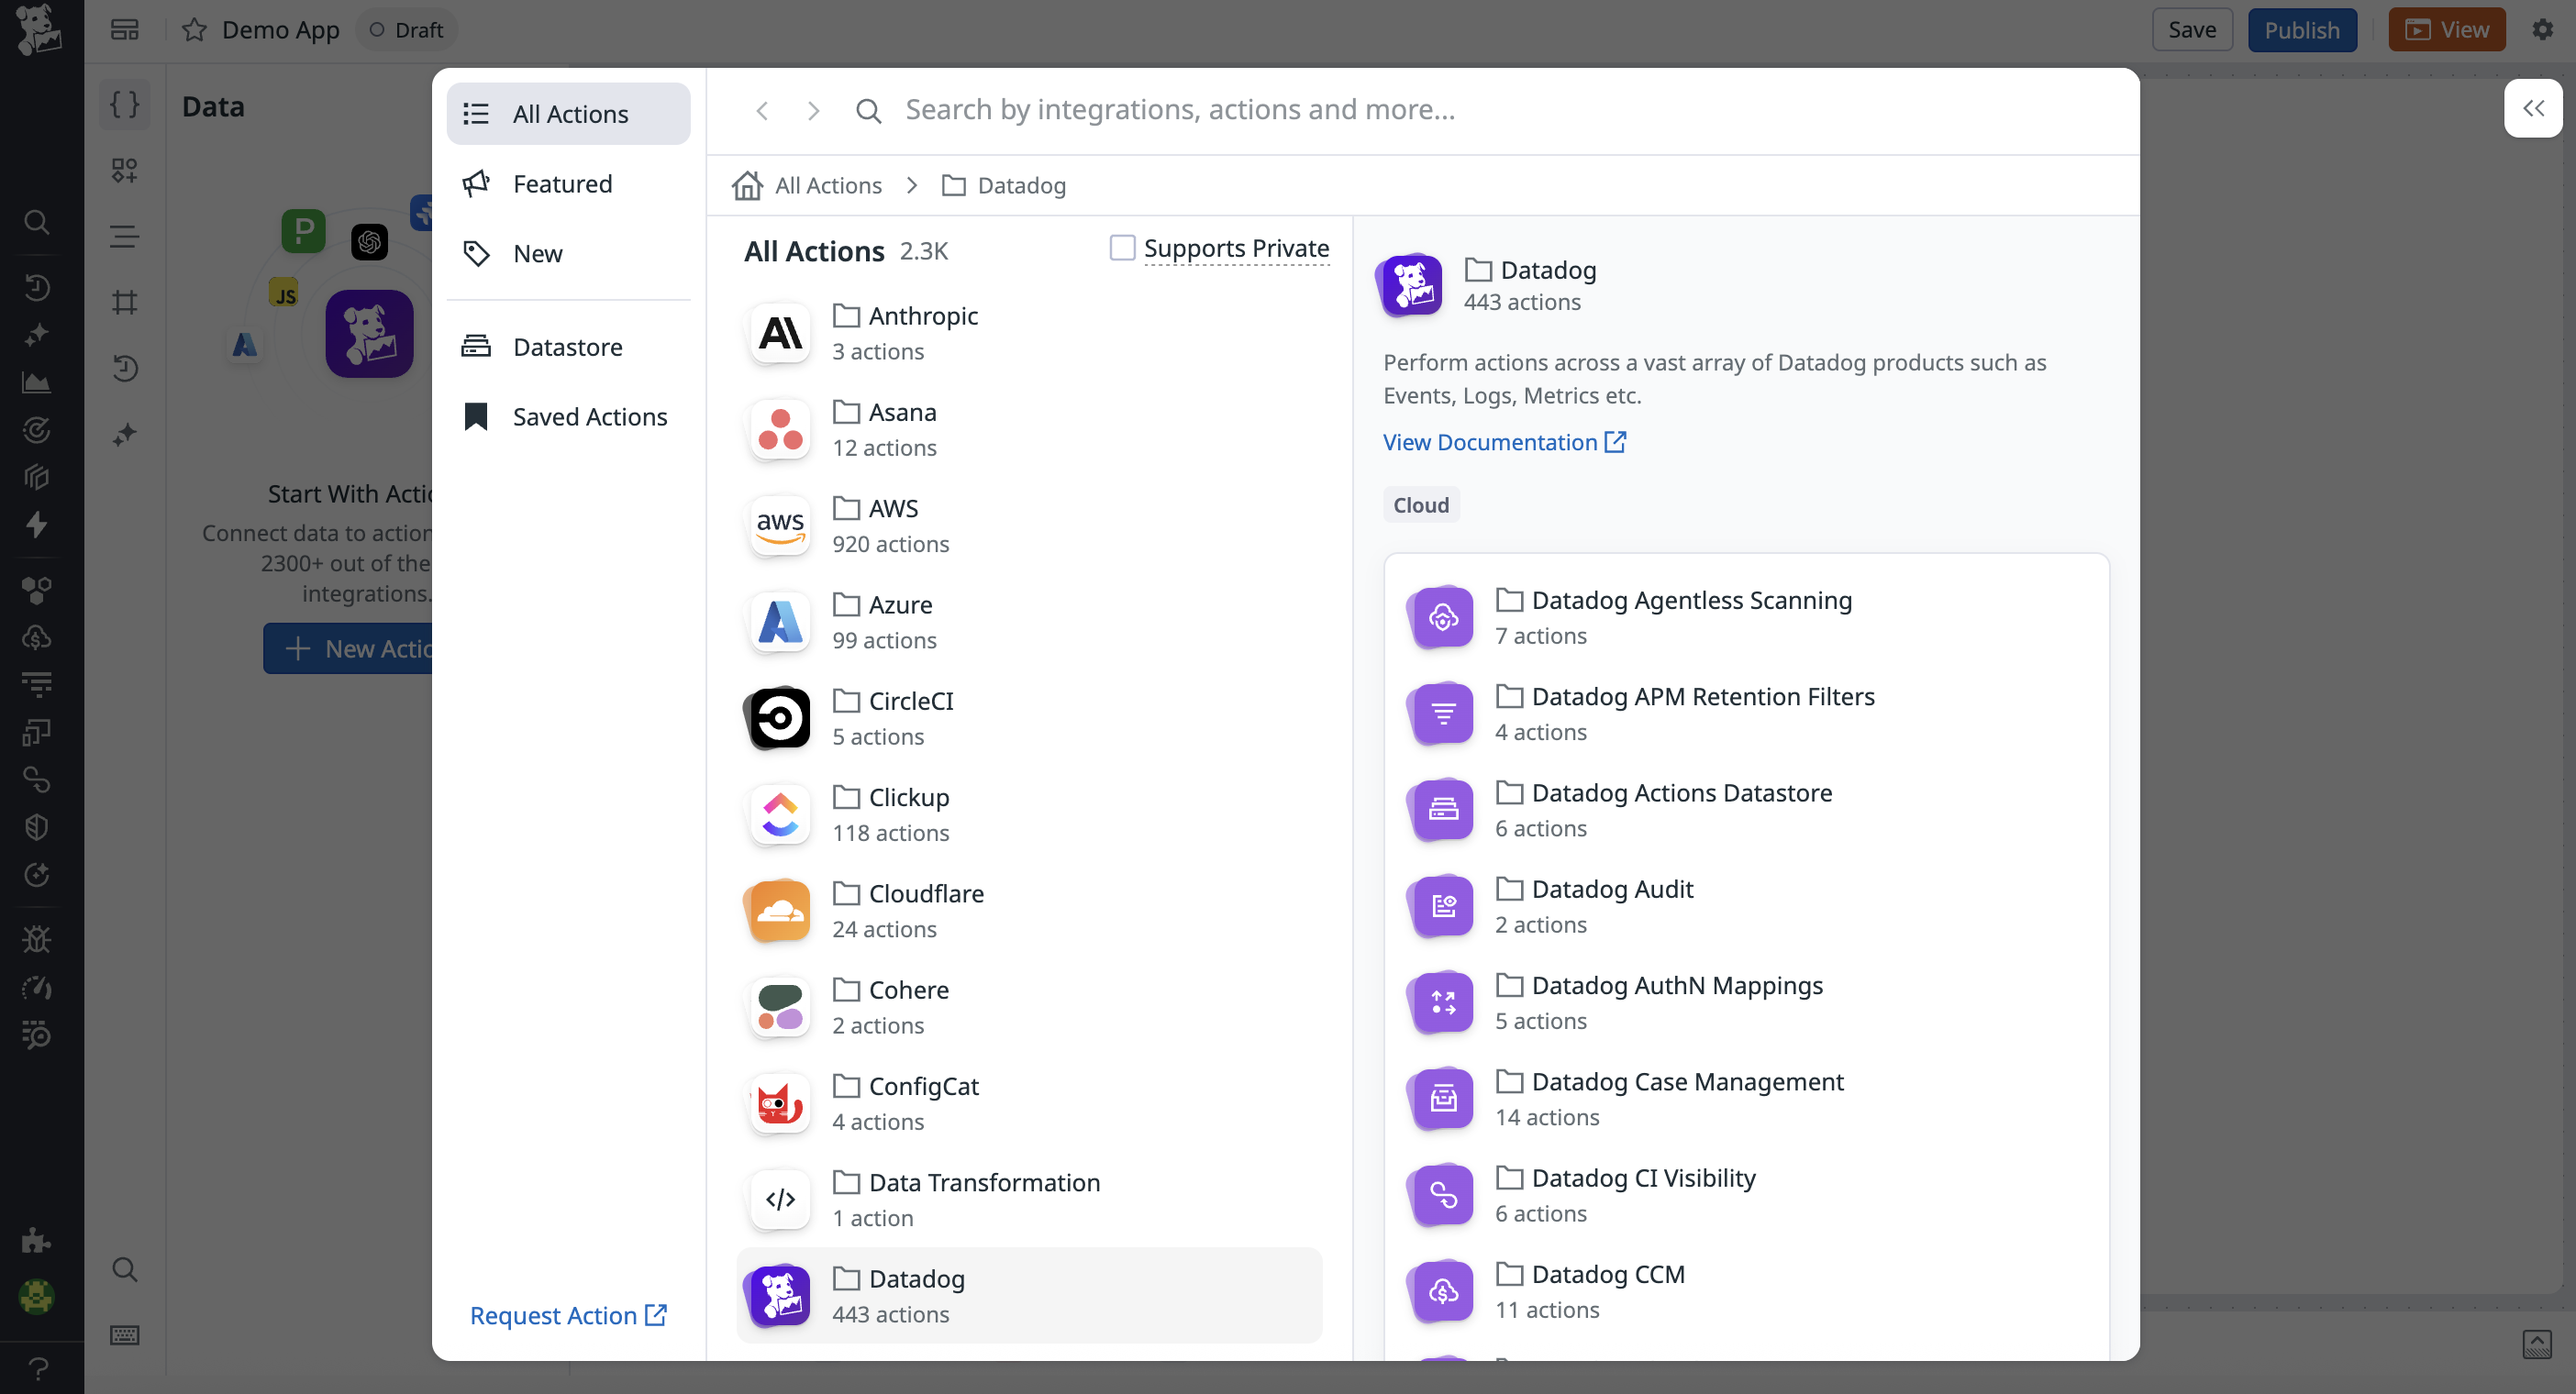 Demo App
Draft
Save
Publish
View
Data
P
JS
Start With Actio
Connect data to action
2300+ out of the
integrations.
New Actio
All Actions
Featured
New
Datastore
Saved Actions
Request Action
Search by integrations, actions and more...
All Actions
Datadog
All Actions 2.3K
Supports Private
Anthropic
3 actions
Asana
12 actions
aws
AWS
920 actions
Azure
99 actions
CircleCI
5 actions
Clickup
118 actions
Cloudflare
24 actions
Cohere
2 actions
ConfigCat
4 actions
Data Transformation
1 action
Datadog
443 actions
Datadog
443 actions
Perform actions across a vast array of Datadog products such as
Events, Logs, Metrics etc.
View Documentation
Cloud
Datadog Agentless Scanning
7 actions
Datadog APM Retention Filters
4 actions
Datadog Actions Datastore
6 actions
Datadog Audit
2 actions
Datadog AuthN Mappings
5 actions
Datadog Case Management
14 actions
Datadog CI Visibility
6 actions
Datadog CCM
11 actions